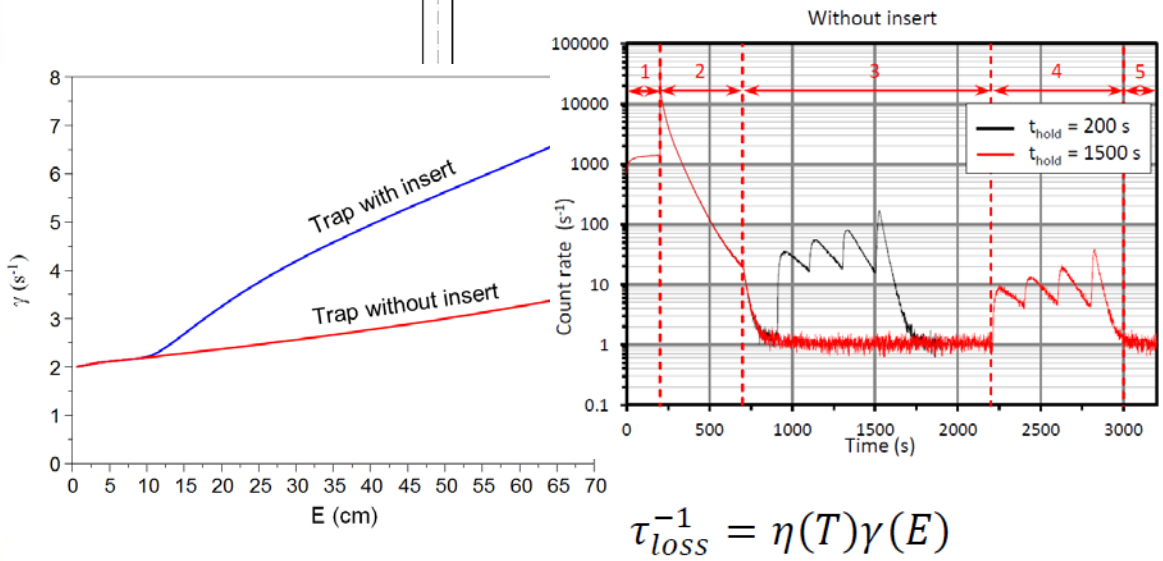 8
7
6
5
4
3
2
1
0
γ (s⁻¹)
Trap with insert
Trap without insert
0 5 10 15 20 25 30 35 40 45 50 55 60 65 70
E (cm)
Without insert
100000
10000
1000
100
10
1
0.1
Count rate (s⁻¹)
1 2 3 4 5
t_hold = 200 s
t_hold = 1500 s
0 500 1000 1500 2000 2500 3000
Time (s)
τ_loss⁻¹ = η(T)γ(E)